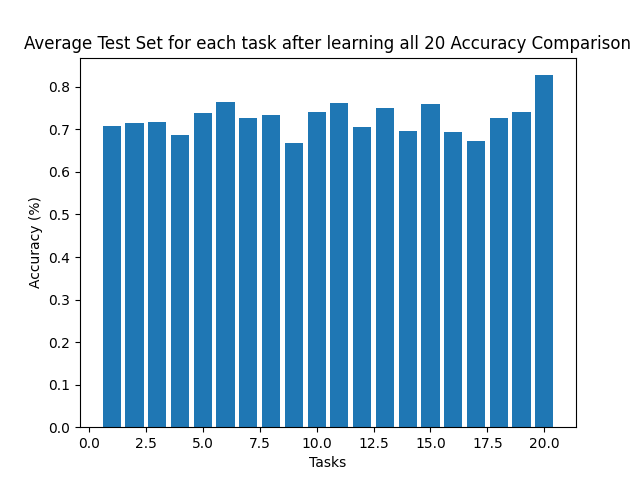 Average Test Set for each task after learning all 20 Accuracy Comparison
Accuracy (%)
0.8
0.7
0.6
0.5
0.4
0.3
0.2
0.1
0.0
0.0 2.5 5.0 7.5 10.0 12.5 15.0 17.5 20.0
Tasks